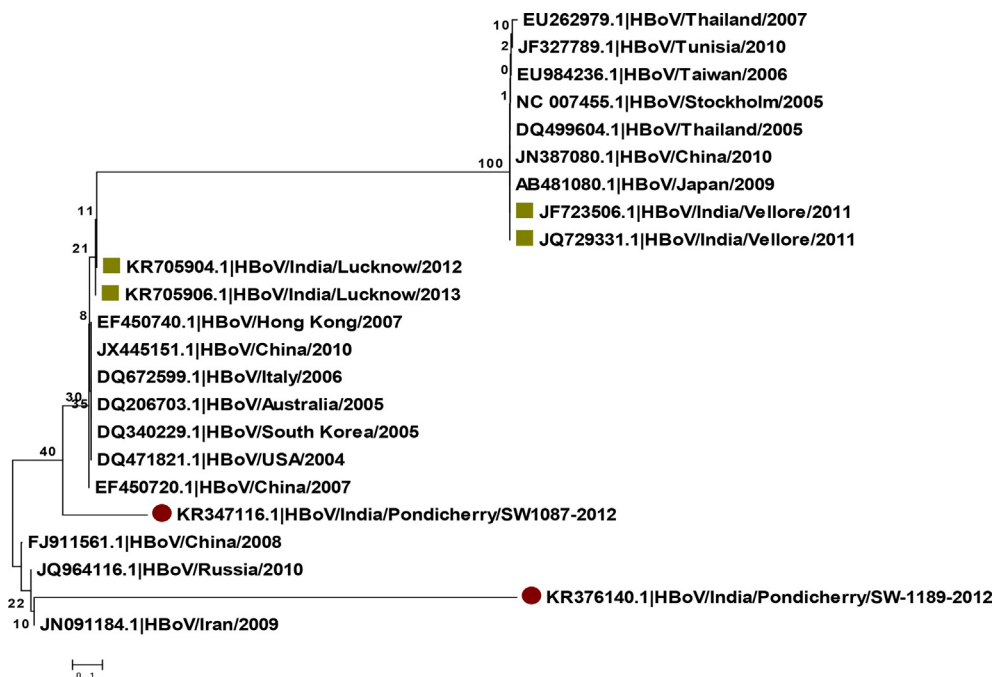 10
EU262979.1|HBoV/Thailand/2007
2
JF327789.1|HBoV/Tunisia/2010
0
EU984236.1|HBoV/Taiwan/2006
1
NC 007455.1|HBoV/Stockholm/2005
DQ499604.1|HBoV/Thailand/2005
100
JN387080.1|HBoV/China/2010
AB481080.1|HBoV/Japan/2009
11
JF723506.1|HBoV/India/Vellore/2011
JQ729331.1|HBoV/India/Vellore/2011
21
KR705904.1|HBoV/India/Lucknow/2012
KR705906.1|HBoV/India/Lucknow/2013
8
EF450740.1|HBoV/Hong Kong/2007
JX445151.1|HBoV/China/2010
DQ672599.1|HBoV/Italy/2006
30
35
DQ206703.1|HBoV/Australia/2005
DQ340229.1|HBoV/South Korea/2005
40
DQ471821.1|HBoV/USA/2004
EF450720.1|HBoV/China/2007
KR347116.1|HBoV/India/Pondicherry/SW1087-2012
FJ911561.1|HBoV/China/2008
JQ964116.1|HBoV/Russia/2010
22
KR376140.1|HBoV/India/Pondicherry/SW-1189-2012
10
JN091184.1|HBoV/Iran/2009